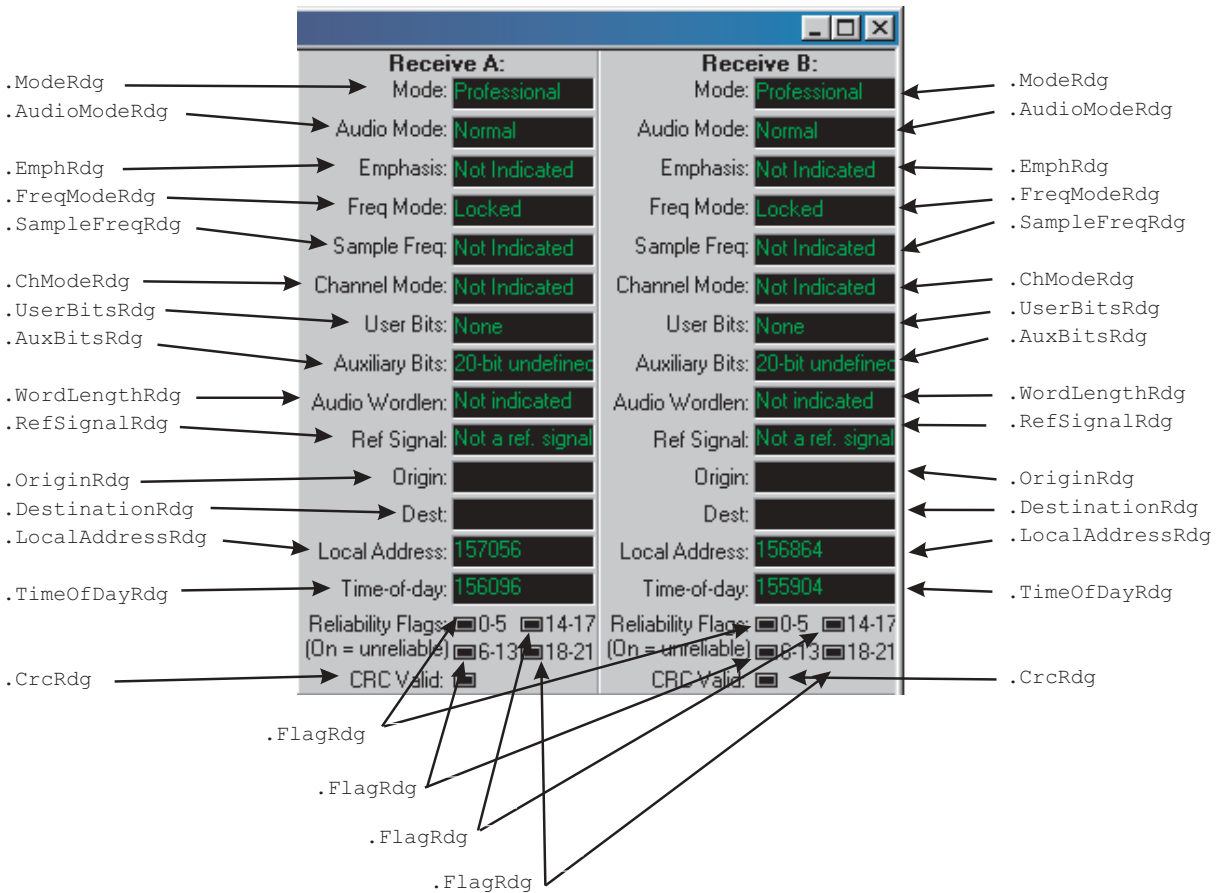 Receive A:
Receive B:
.ModeRdg
Mode: Professional
Mode: Professional
.ModeRdg
.AudioModeRdg
Audio Mode: Normal
Audio Mode: Normal
.AudioModeRdg
.EmphRdg
Emphasis: Not Indicated
Emphasis: Not Indicated
.EmphRdg
.FreqModeRdg
Freq Mode: Locked
Freq Mode: Locked
.FreqModeRdg
.SampleFreqRdg
Sample Freq: Not Indicated
Sample Freq: Not Indicated
.SampleFreqRdg
.ChModeRdg
Channel Mode: Not Indicated
Channel Mode: Not Indicated
.ChModeRdg
.UserBitsRdg
User Bits: None
User Bits: None
.UserBitsRdg
.AuxBitsRdg
Auxiliary Bits: 20-bit undefined
Auxiliary Bits: 20-bit undefined
.AuxBitsRdg
.WordLengthRdg
Audio Wordlen: Not indicated
Audio Wordlen: Not indicated
.WordLengthRdg
.RefSignalRdg
Ref Signal: Not a ref. signal
Ref Signal: Not a ref. signal
.RefSignalRdg
.OriginRdg
Origin:
Origin:
.OriginRdg
.DestinationRdg
Dest:
Dest:
.DestinationRdg
.LocalAddressRdg
Local Address: 157056
Local Address: 156864
.LocalAddressRdg
.TimeOfDayRdg
Time-of-day: 156096
Time-of-day: 155904
.TimeOfDayRdg
Reliability Flags: 0-5 14-17
Reliability Flags: 0-5 14-17
(On = unreliable) 6-13 18-21
(On = unreliable) 6-13 18-21
.CrcRdg
CRC Valid:
CRC Valid:
.CrcRdg
.FlagRdg
.FlagRdg
.FlagRdg
.FlagRdg